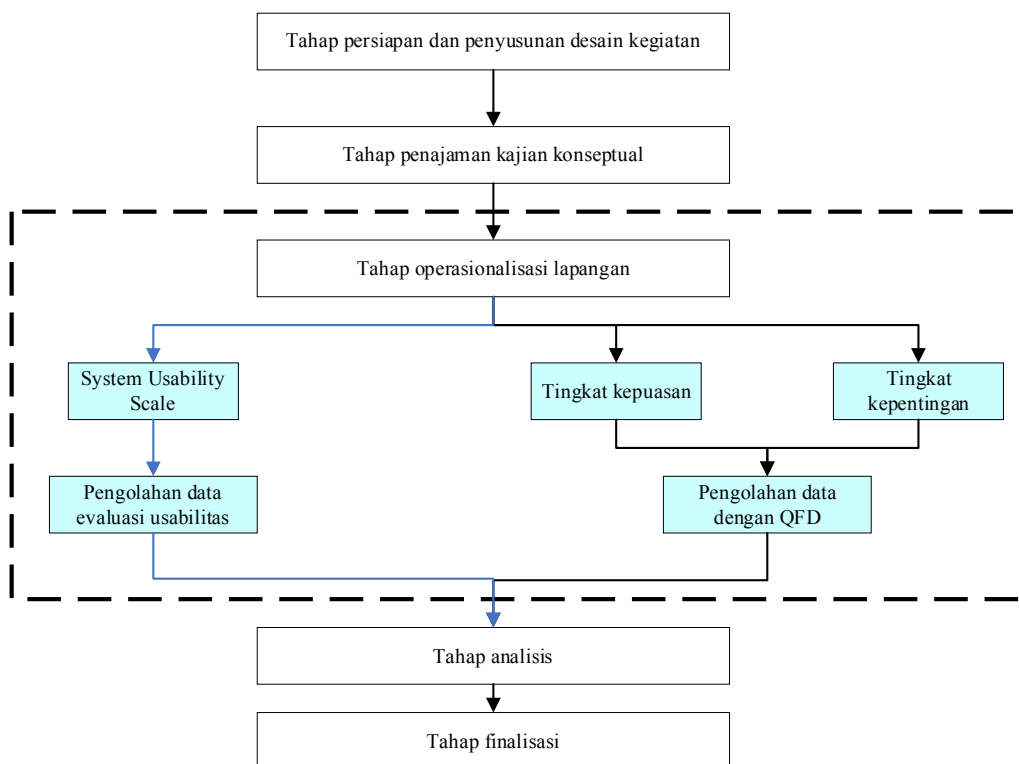 Tahap persiapan dan penyusunan desain kegiatan
Tahap penajaman kajian konseptual
Tahap operasionalisasi lapangan
System Usability
Scale
Tingkat kepuasan
Tingkat
kepentingan
Pengolahan data
evaluasi usabilitas
Pengolahan data
dengan QFD
Tahap analisis
Tahap finalisasi